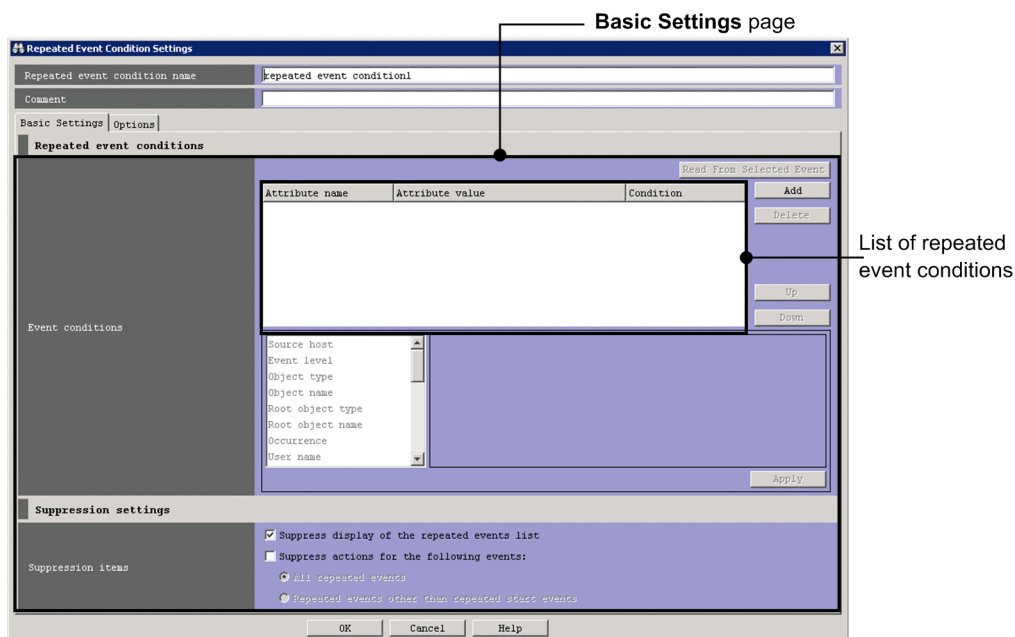 Basic Settings page
Repeated Event Condition Settings
Repeated event condition name
repeated event condition1
Comment
Basic Settings
Options
Repeated event conditions
Read From Selected Event
Attribute name
Attribute value
Condition
Add
Delete
List of repeated
event conditions
Up
Down
Event conditions
Source host
Event level
Object type
Object name
Root object type
Root object name
Occurrence
User name
Apply
Suppression settings
Suppression items
Suppress display of the repeated events list
Suppress actions for the following events:
All repeated events
Repeated events other than repeated start events
OK
Cancel
Help